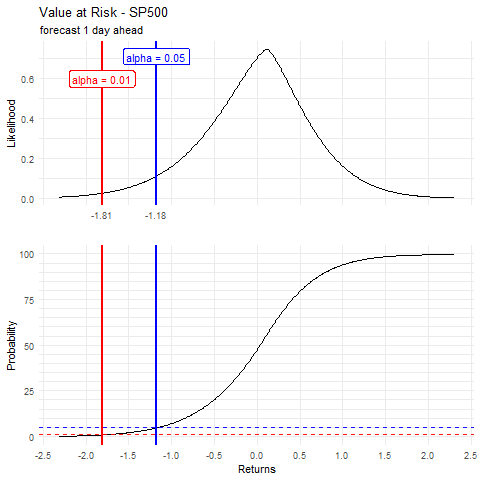 Value at Risk - SP500
forecast 1 day ahead
alpha = 0.05
alpha = 0.01
Likelihood
0.6
0.4
0.2
0.0
-1.81 -1.18
Probability
100
75
50
25
0
-2.5 -2.0 -1.5 -1.0 -0.5 0.0 0.5 1.0 1.5 2.0 2.5
Returns